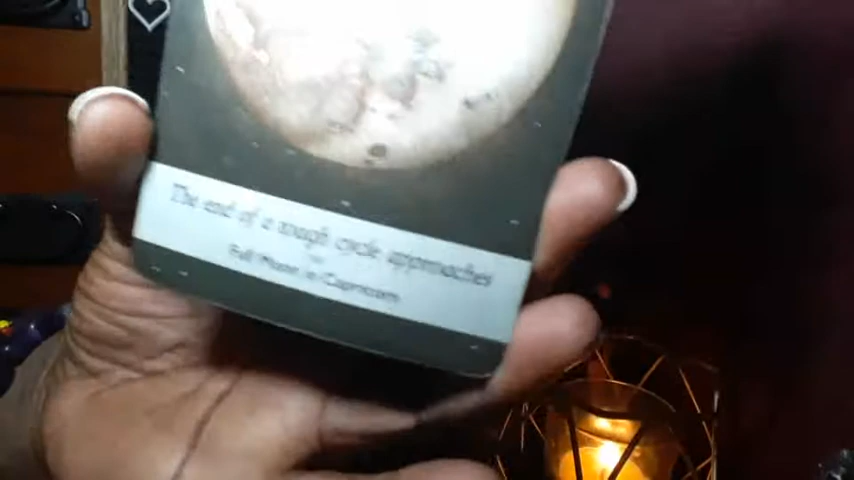 The end of a tough cycle approaches
Full Moon in Capricorn